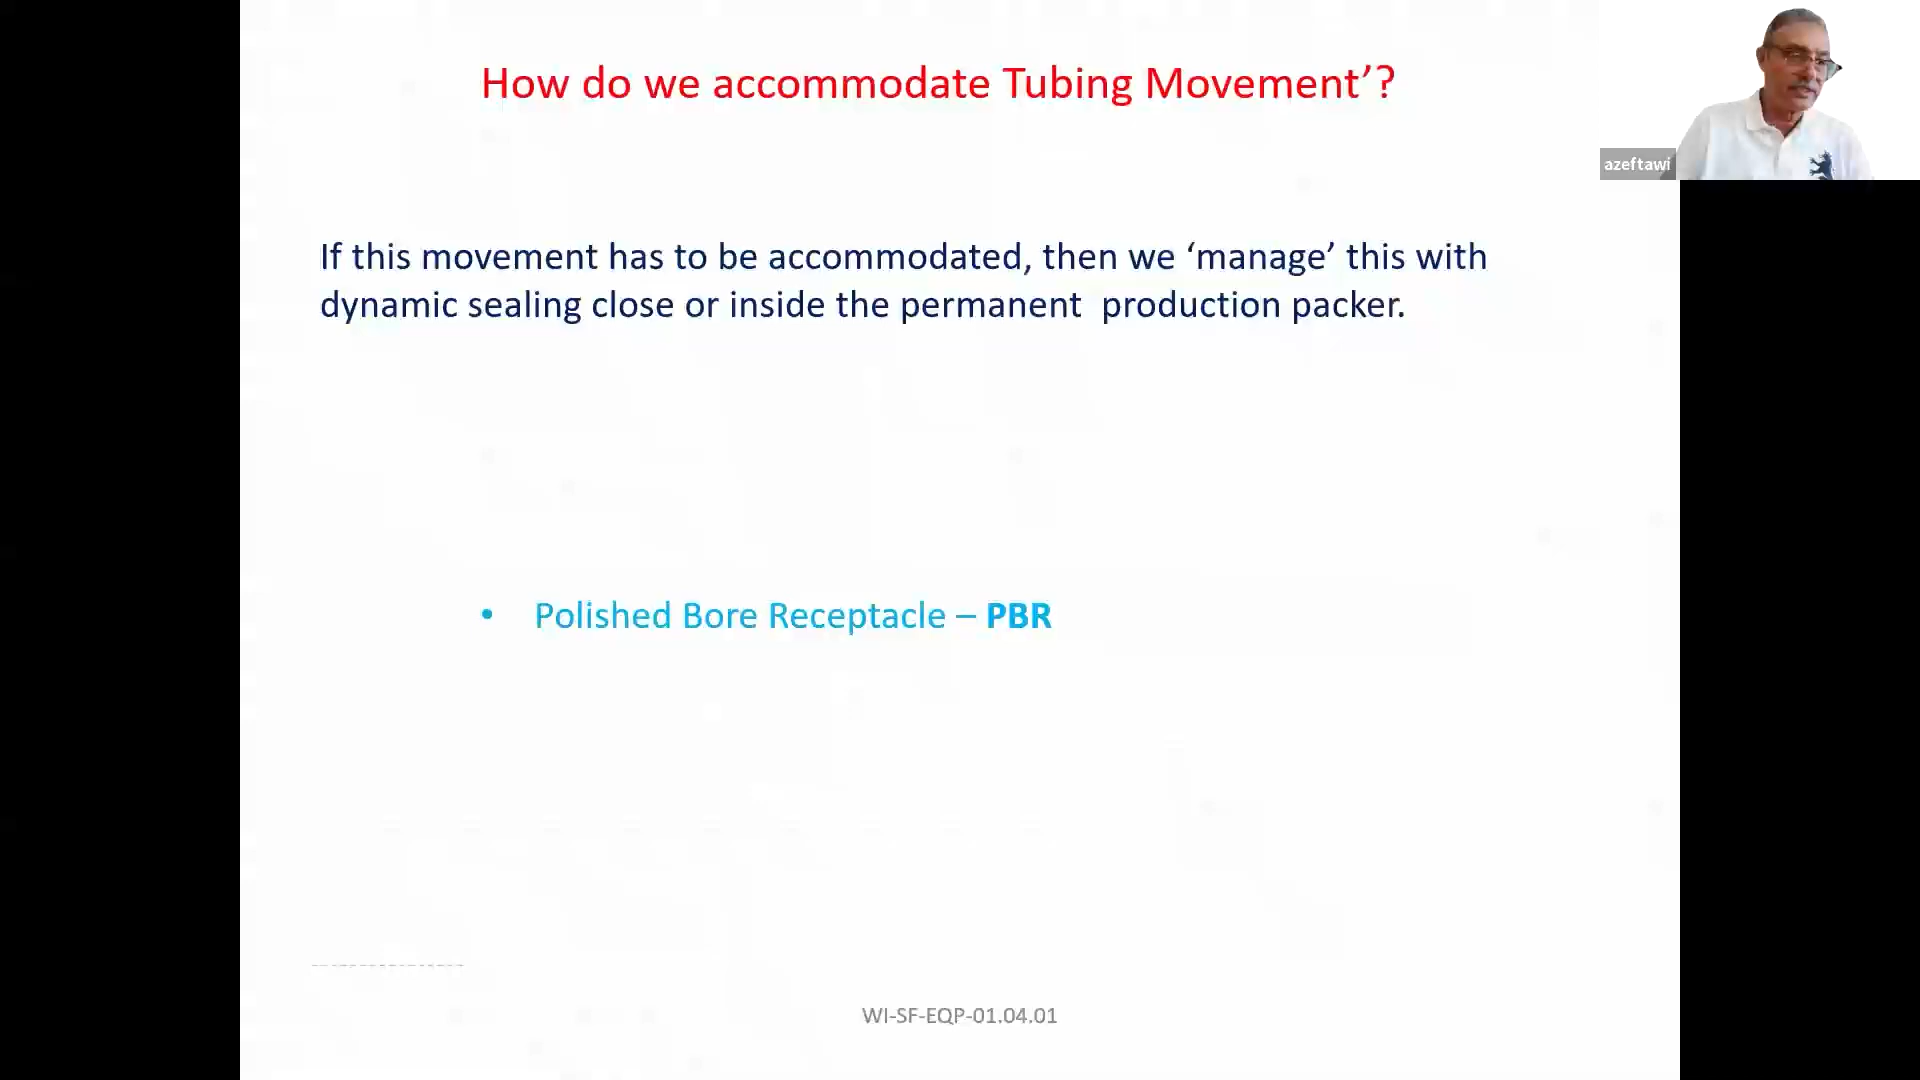 How do we accommodate Tubing Movement’?
azeftawi
If this movement has to be accommodated, then we ‘manage’ this with
dynamic sealing close or inside the permanent production packer.
• Polished Bore Receptacle – PBR
WI-SF-EQP-01.04.01